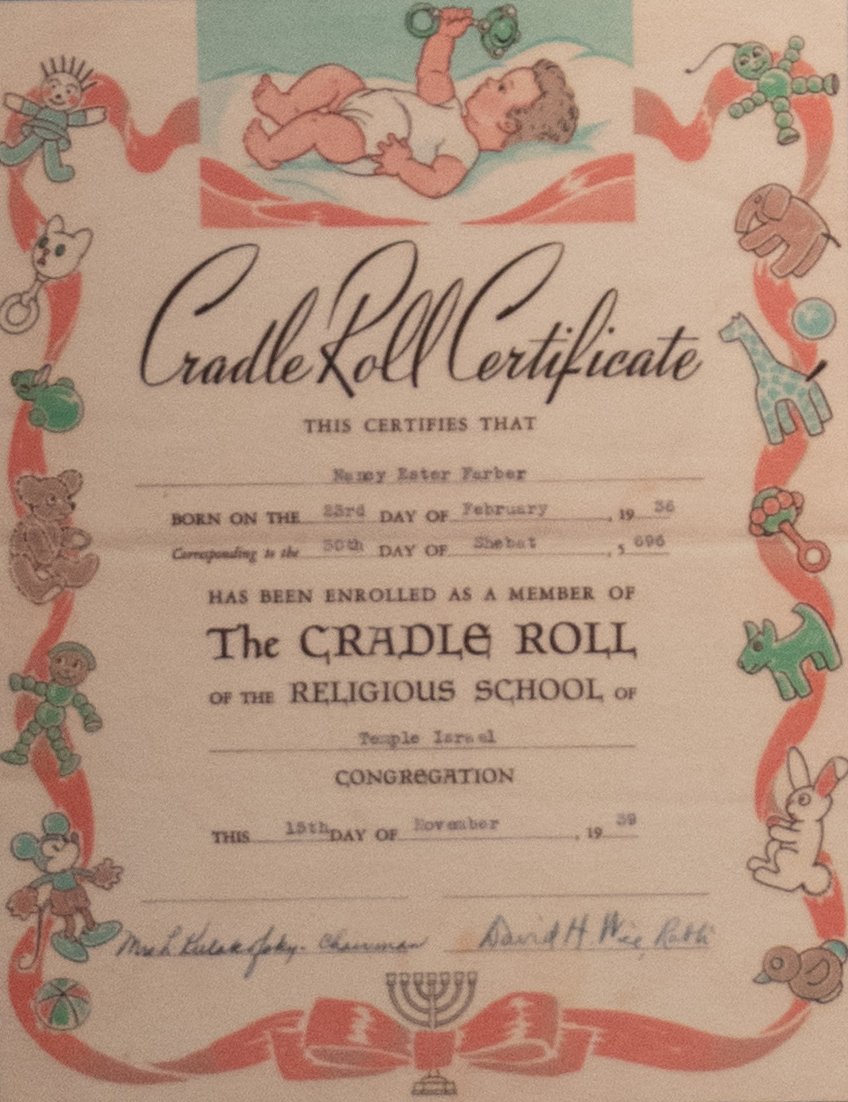 Cradle Roll Certificate
THIS CERTIFIES THAT
Nancy Ester Farber
BORN ON THE 23rd DAY OF February, 19 36
Corresponding to the 30th DAY OF Shebat, 5 696
HAS BEEN ENROLLED AS A MEMBER OF
The CRADLE ROLL
OF THE RELIGIOUS SCHOOL OF
Temple Israel
CONGREGATION
THIS 15th DAY OF November, 19 39
Mrs L Kulakofsky - Chairman David H. Wice, Rabbi